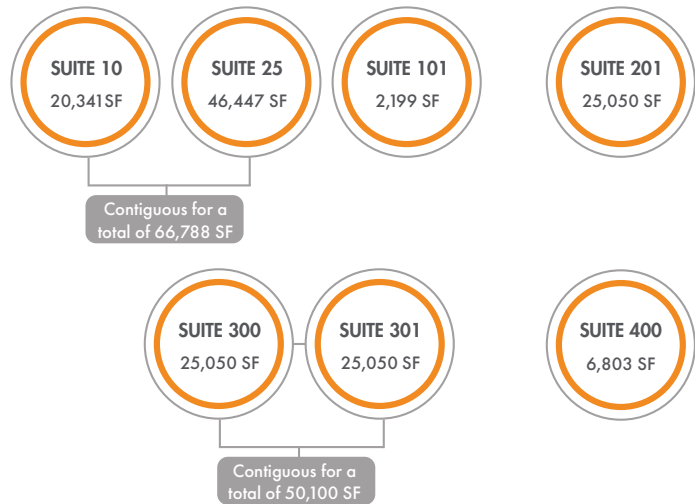 SUITE 10
20,341 SF
SUITE 25
46,447 SF
SUITE 101
2,199 SF
SUITE 201
25,050 SF
Contiguous for a
total of 66,788 SF
SUITE 300
25,050 SF
SUITE 301
25,050 SF
SUITE 400
6,803 SF
Contiguous for a
total of 50,100 SF